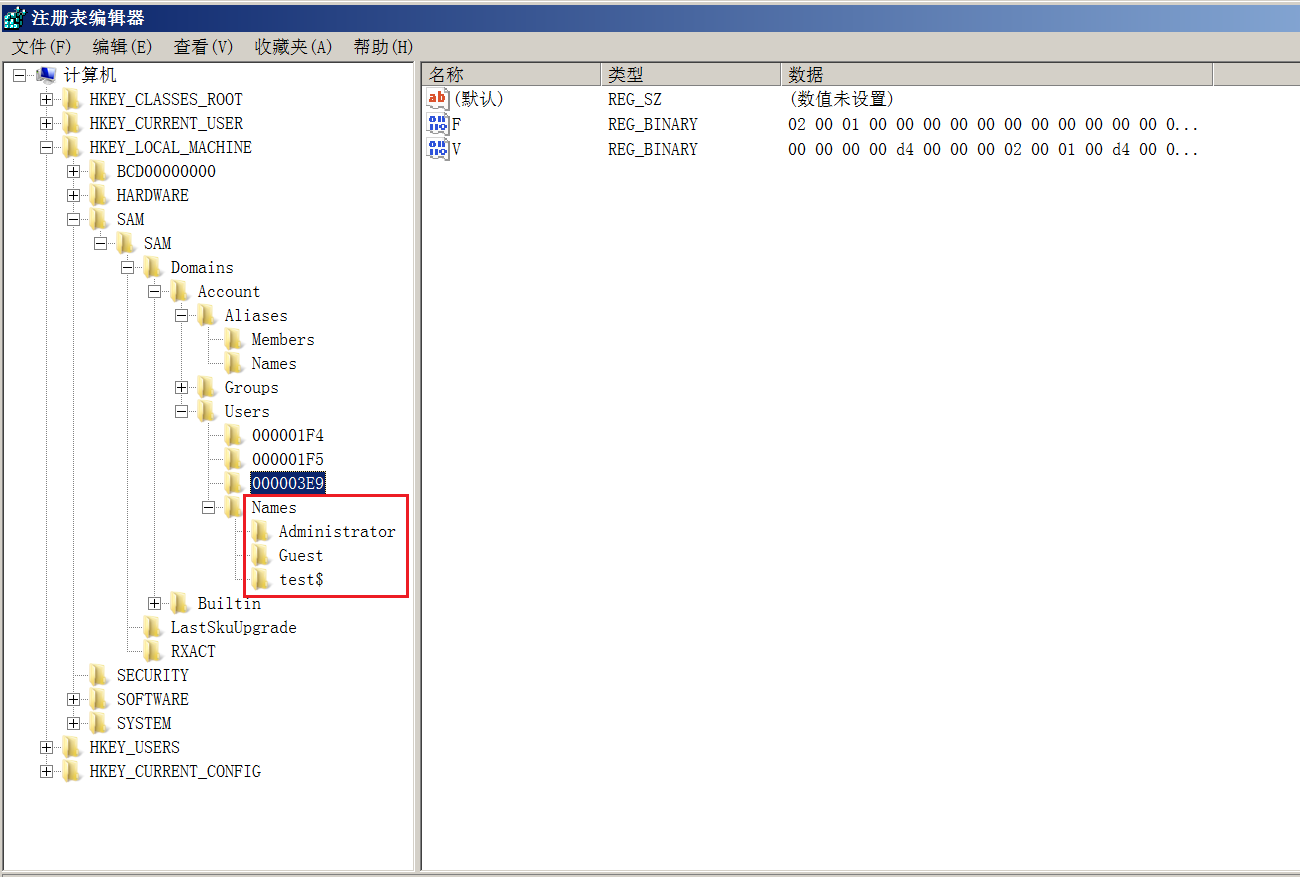 注册表编辑器
文件(F) 编辑(E) 查看(V) 收藏夹(A) 帮助(H)
计算机
HKEY_CLASSES_ROOT
HKEY_CURRENT_USER
HKEY_LOCAL_MACHINE
BCD00000000
HARDWARE
SAM
SAM
Domains
Account
Aliases
Members
Names
Groups
Users
000001F4
000001F5
000003E9
Names
Administrator
Guest
test$
Builtin
LastSkuUpgrade
RXACT
SECURITY
SOFTWARE
SYSTEM
HKEY_USERS
HKEY_CURRENT_CONFIG
名称 类型 数据
ab (默认) REG_SZ (数值未设置)
F REG_BINARY 02 00 01 00 00 00 00 00 00 00 00 00 00 00 0...
V REG_BINARY 00 00 00 00 d4 00 00 00 02 00 01 00 d4 00 0...